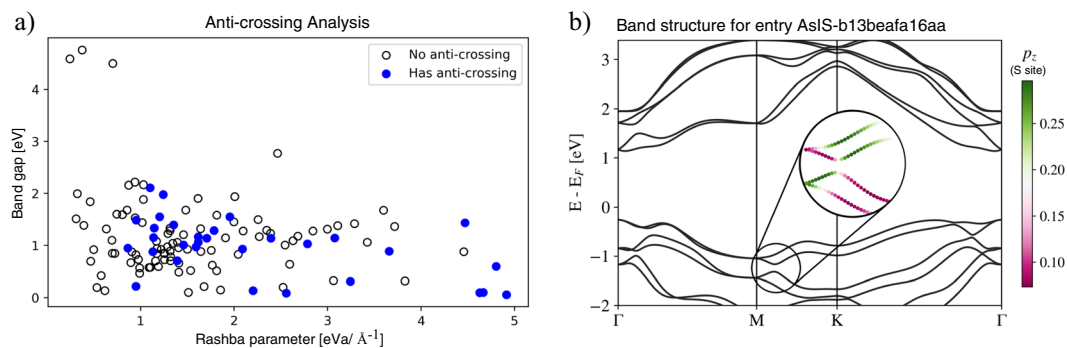 a)
Anti-crossing Analysis
No anti-crossing
Has anti-crossing
Band gap [eV]
4
3
2
1
0
1
2
3
4
5
Rashba parameter [eVa/ Å⁻¹]
b)
Band structure for entry AsIS-b13beafa16aa
E - E_F [eV]
3
2
1
0
−1
−2
Γ
M
K
Γ
p_z
(S site)
0.25
0.20
0.15
0.10